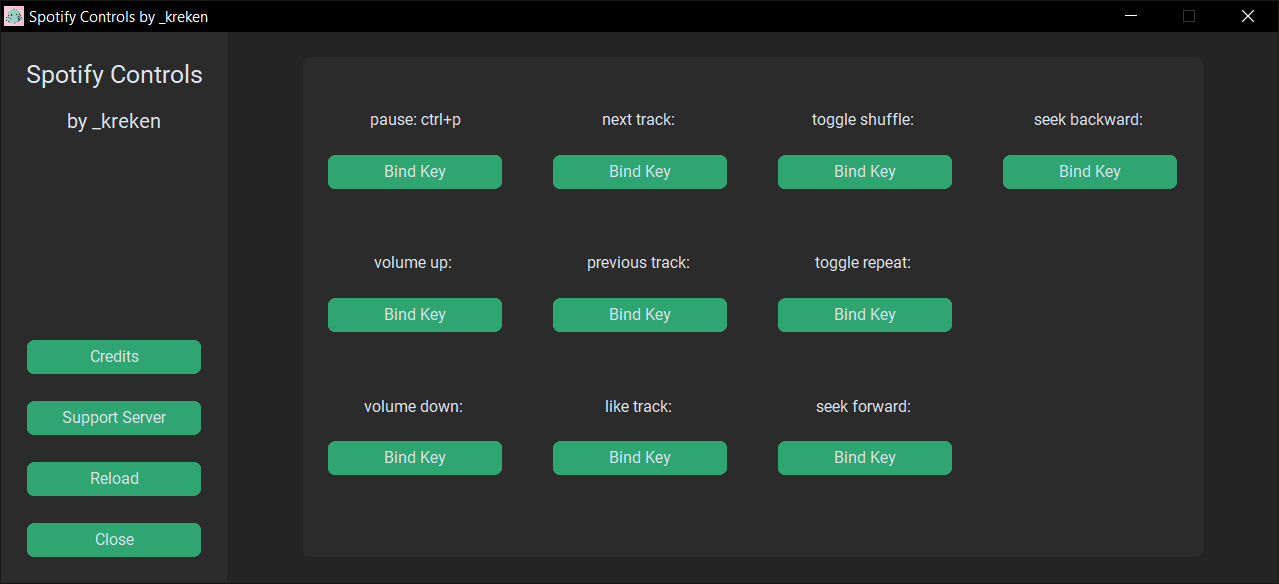 Spotify Controls by _kreken
Spotify Controls
by _kreken
Credits
Support Server
Reload
Close
pause: ctrl+p
next track:
toggle shuffle:
seek backward:
Bind Key
Bind Key
Bind Key
Bind Key
volume up:
previous track:
toggle repeat:
Bind Key
Bind Key
Bind Key
volume down:
like track:
seek forward:
Bind Key
Bind Key
Bind Key